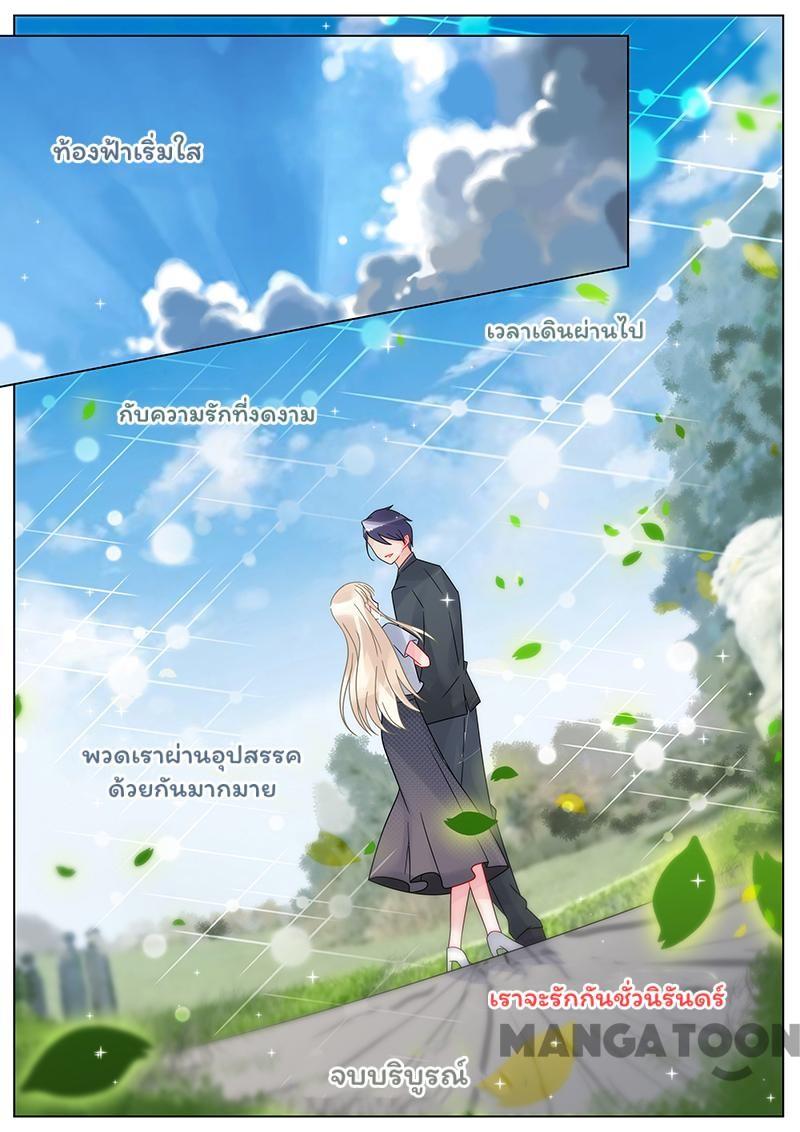 ท้องฟ้าเริ่มใส
เวลาเดินผ่านไป
กับความรักที่งดงาม
พวดเราผ่านอุปสรรค
ด้วยกันมากมาย
เราจะรักกันชั่วนิรันดร์
MANGATOON
จบบริบูรณ์